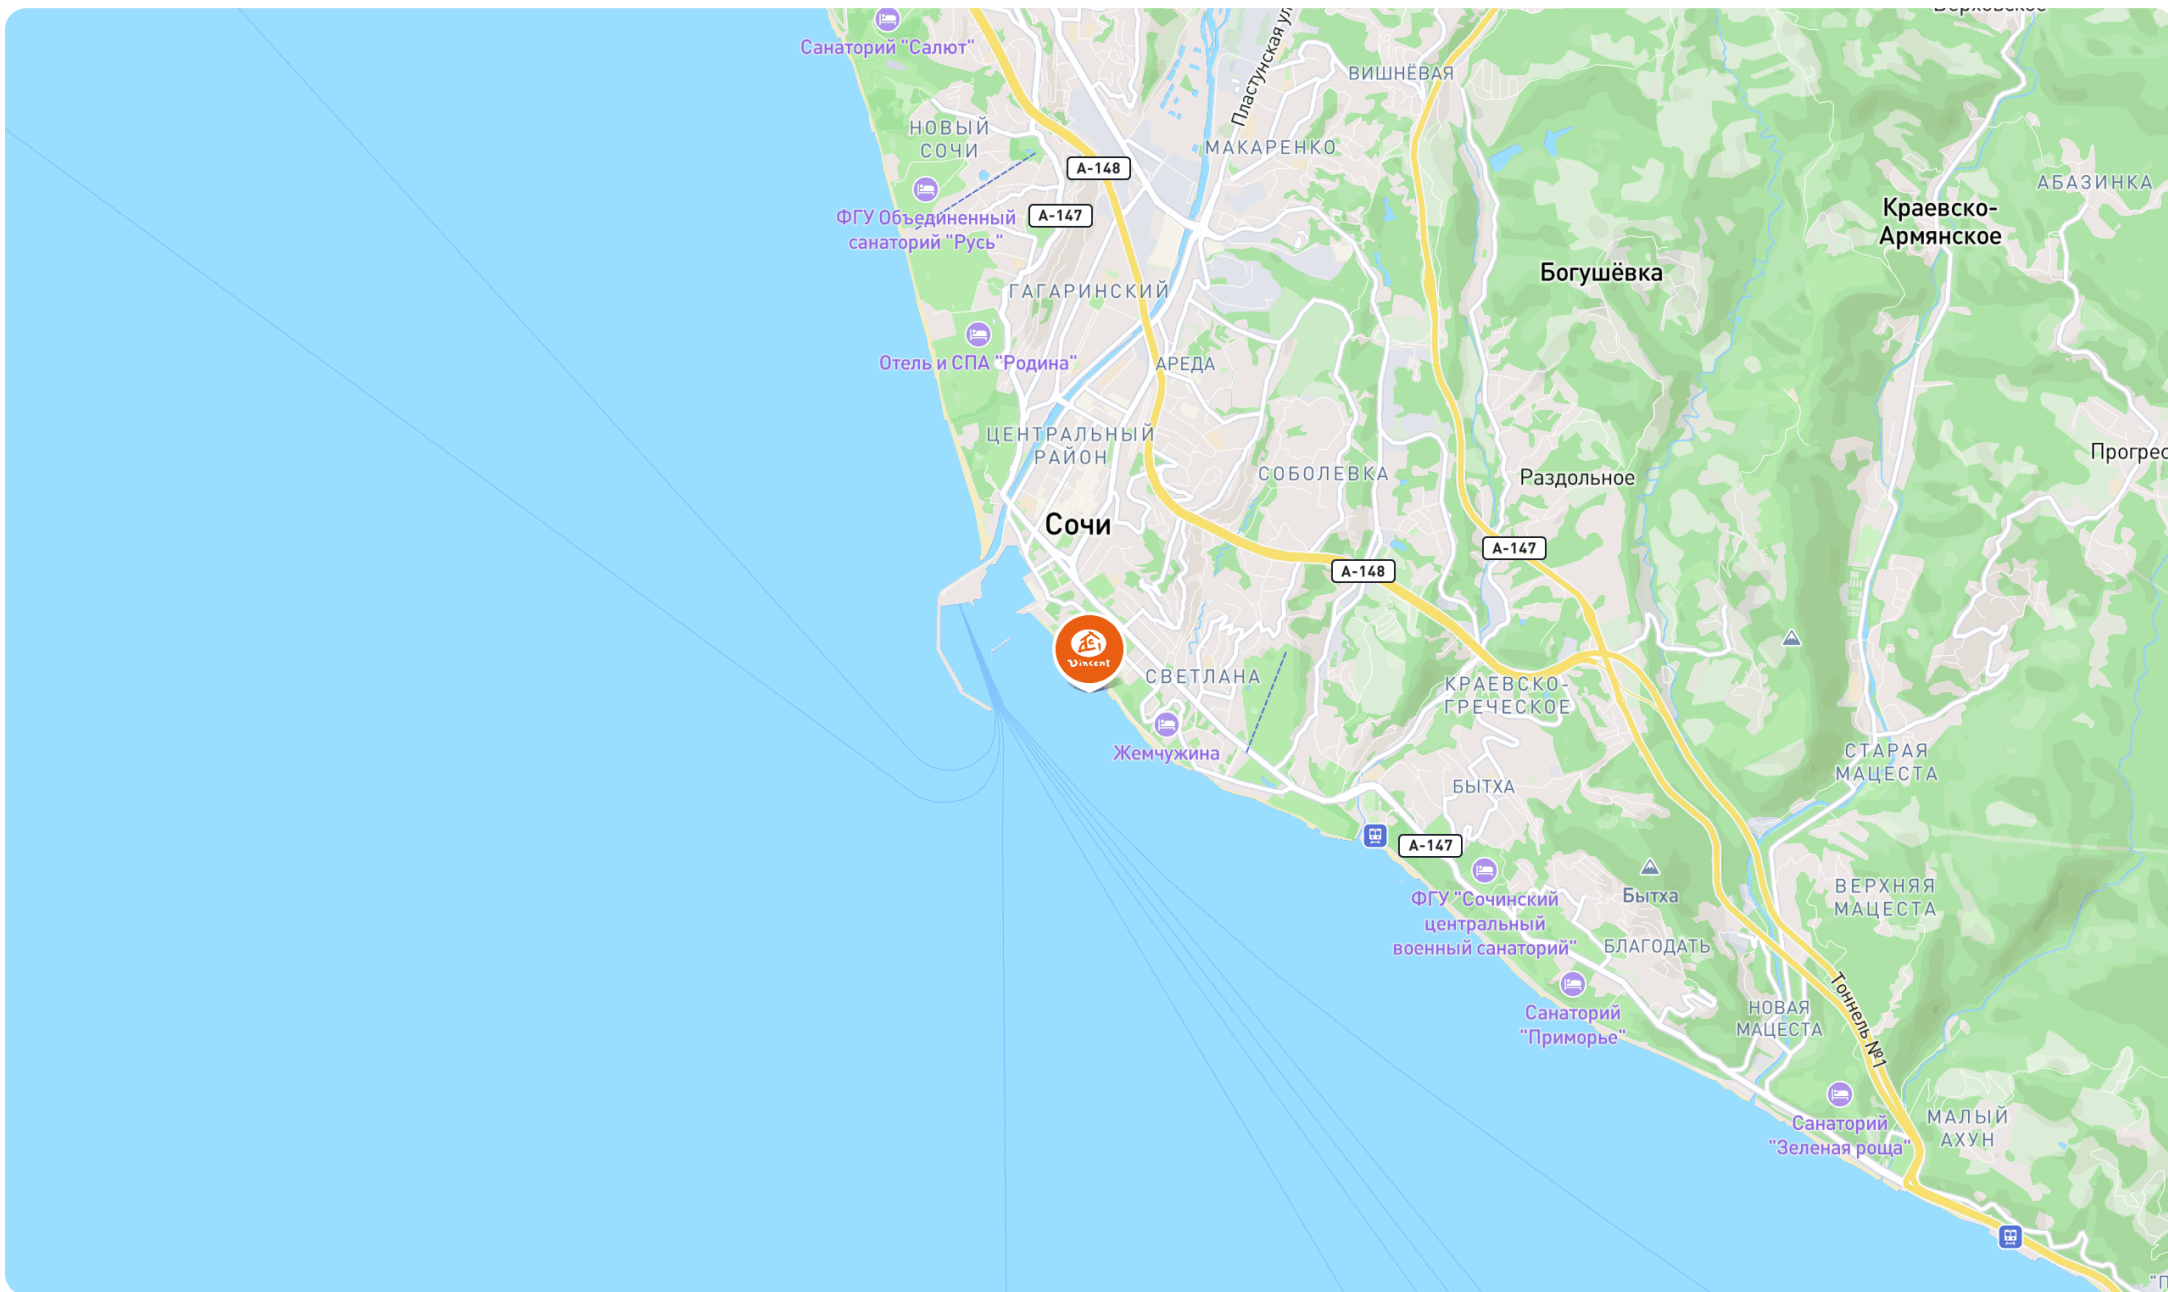 Верховское
Санаторий "Салют"
Пластунская ул
ВИШНЁВАЯ
НОВЫЙ
СОЧИ
МАКАРЕНКО
А-148
АБАЗИНКА
ФГУ Объединенный
санаторий "Русь"
А-147
Краевско-
Армянское
Богушёвка
ГАГАРИНСКИЙ
Отель и СПА "Родина"
АРЕДА
ЦЕНТРАЛЬНЫЙ
РАЙОН
СОБОЛЕВКА
Раздольное
Прогрес
Сочи
А-147
А-148
Vincent
СВЕТЛАНА
КРАЕВСКО-
ГРЕЧЕСКОЕ
Жемчужина
СТАРАЯ
МАЦЕСТА
БЫТХА
А-147
ФГУ "Сочинский
центральный
военный санаторий"
Бытха
ВЕРХНЯЯ
МАЦЕСТА
БЛАГОДАТЬ
Санаторий
"Приморье"
НОВАЯ
МАЦЕСТА
Тоннель №1
Санаторий
"Зеленая роща"
МАЛЫЙ
АХУН
"П